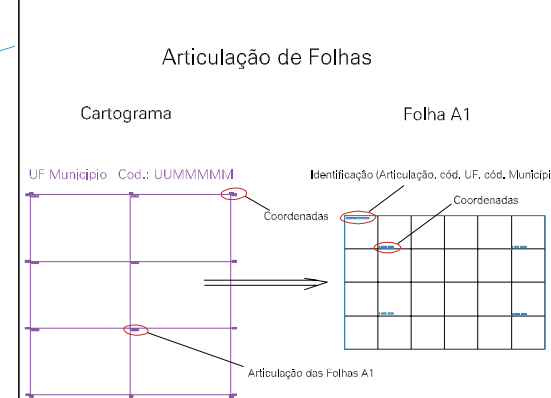 Articulação de Folhas
Cartograma
Folha A1
UF Municipio Cod.: UUMMMMM
Identificação (Articulação, cód. UF, cód. Municípi
Coordenadas
Coordenadas
Articulação das Folhas A1